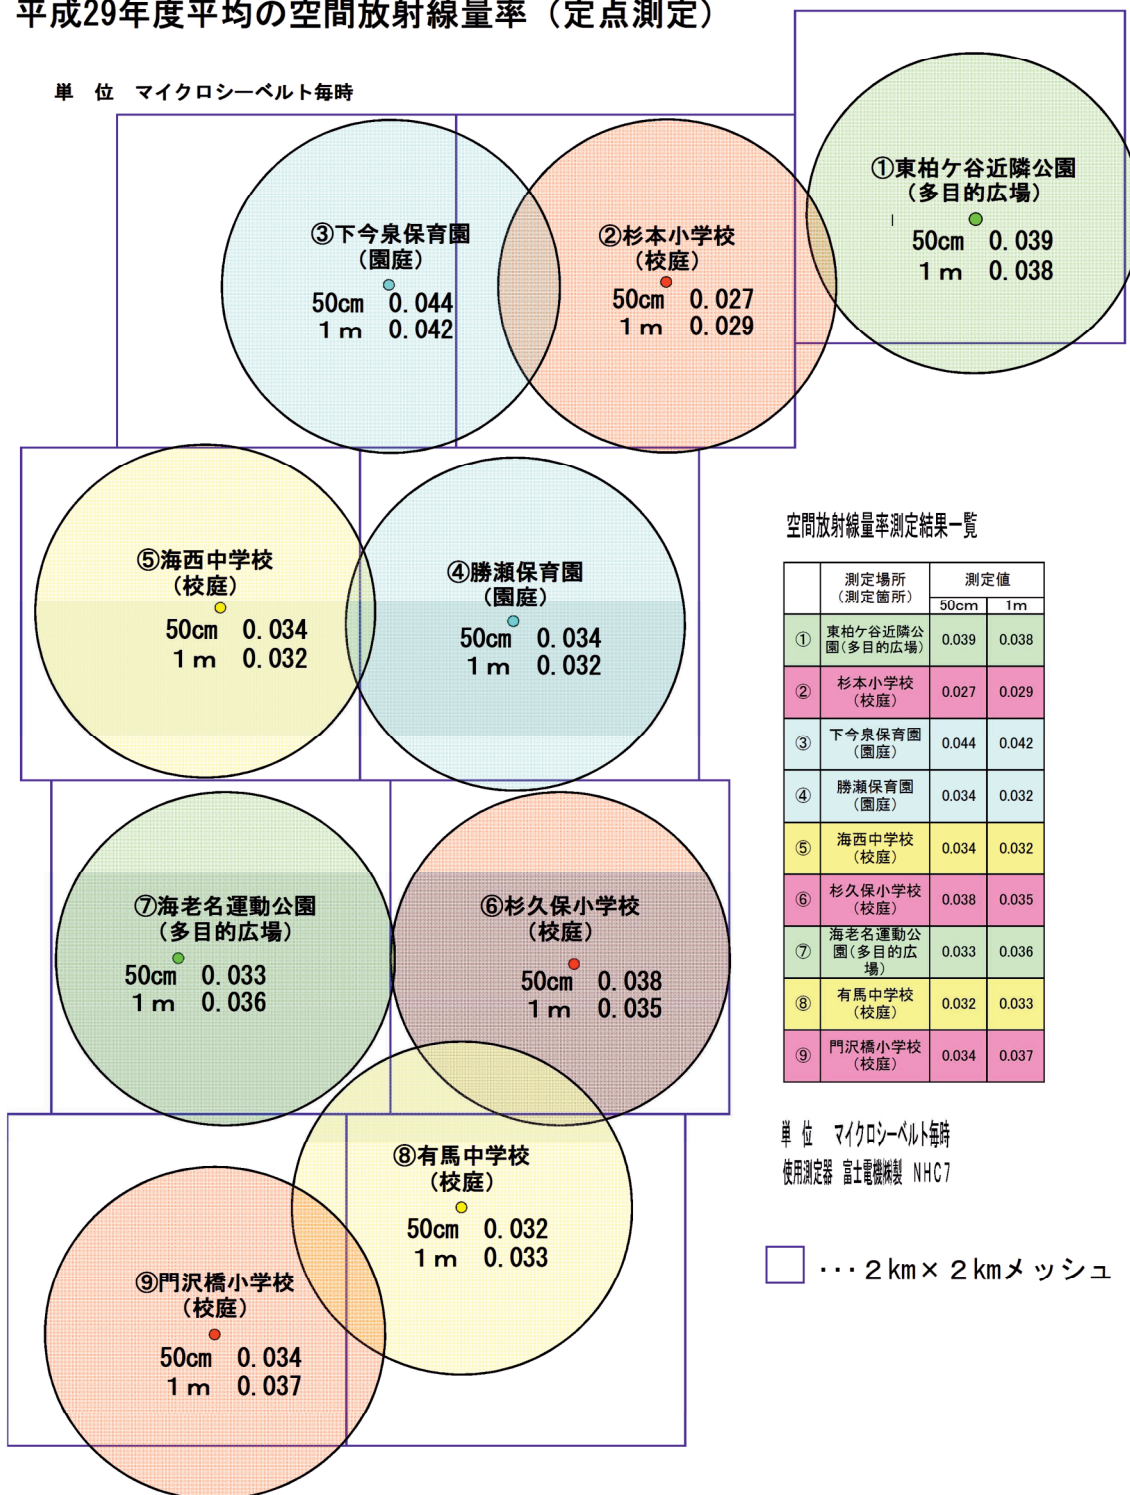 平成29年度平均の空間放射線量率（定点測定）
単　位　マイクロシーベルト毎時
①東柏ケ谷近隣公園
（多目的広場）
50cm 0.039
1m 0.038
③下今泉保育園
（園庭）
50cm 0.044
1m 0.042
②杉本小学校
（校庭）
50cm 0.027
1m 0.029
⑤海西中学校
（校庭）
50cm 0.034
1m 0.032
④勝瀬保育園
（園庭）
50cm 0.034
1m 0.032
⑦海老名運動公園
（多目的広場）
50cm 0.033
1m 0.036
⑥杉久保小学校
（校庭）
50cm 0.038
1m 0.035
⑧有馬中学校
（校庭）
50cm 0.032
1m 0.033
⑨門沢橋小学校
（校庭）
50cm 0.034
1m 0.037
空間放射線量率測定結果一覧
測定場所
（測定箇所）
測定値
50cm 1m
① 東柏ケ谷近隣公
園（多目的広場） 0.039 0.038
② 杉本小学校
（校庭） 0.027 0.029
③ 下今泉保育園
（園庭） 0.044 0.042
④ 勝瀬保育園
（園庭） 0.034 0.032
⑤ 海西中学校
（校庭） 0.034 0.032
⑥ 杉久保小学校
（校庭） 0.038 0.035
⑦ 海老名運動公
園（多目的広
場） 0.033 0.036
⑧ 有馬中学校
（校庭） 0.032 0.033
⑨ 門沢橋小学校
（校庭） 0.034 0.037
単　位　マイクロシーベルト毎時
使用測定器　富士電機㈱製　NHC7
…２km×２kmメッシュ